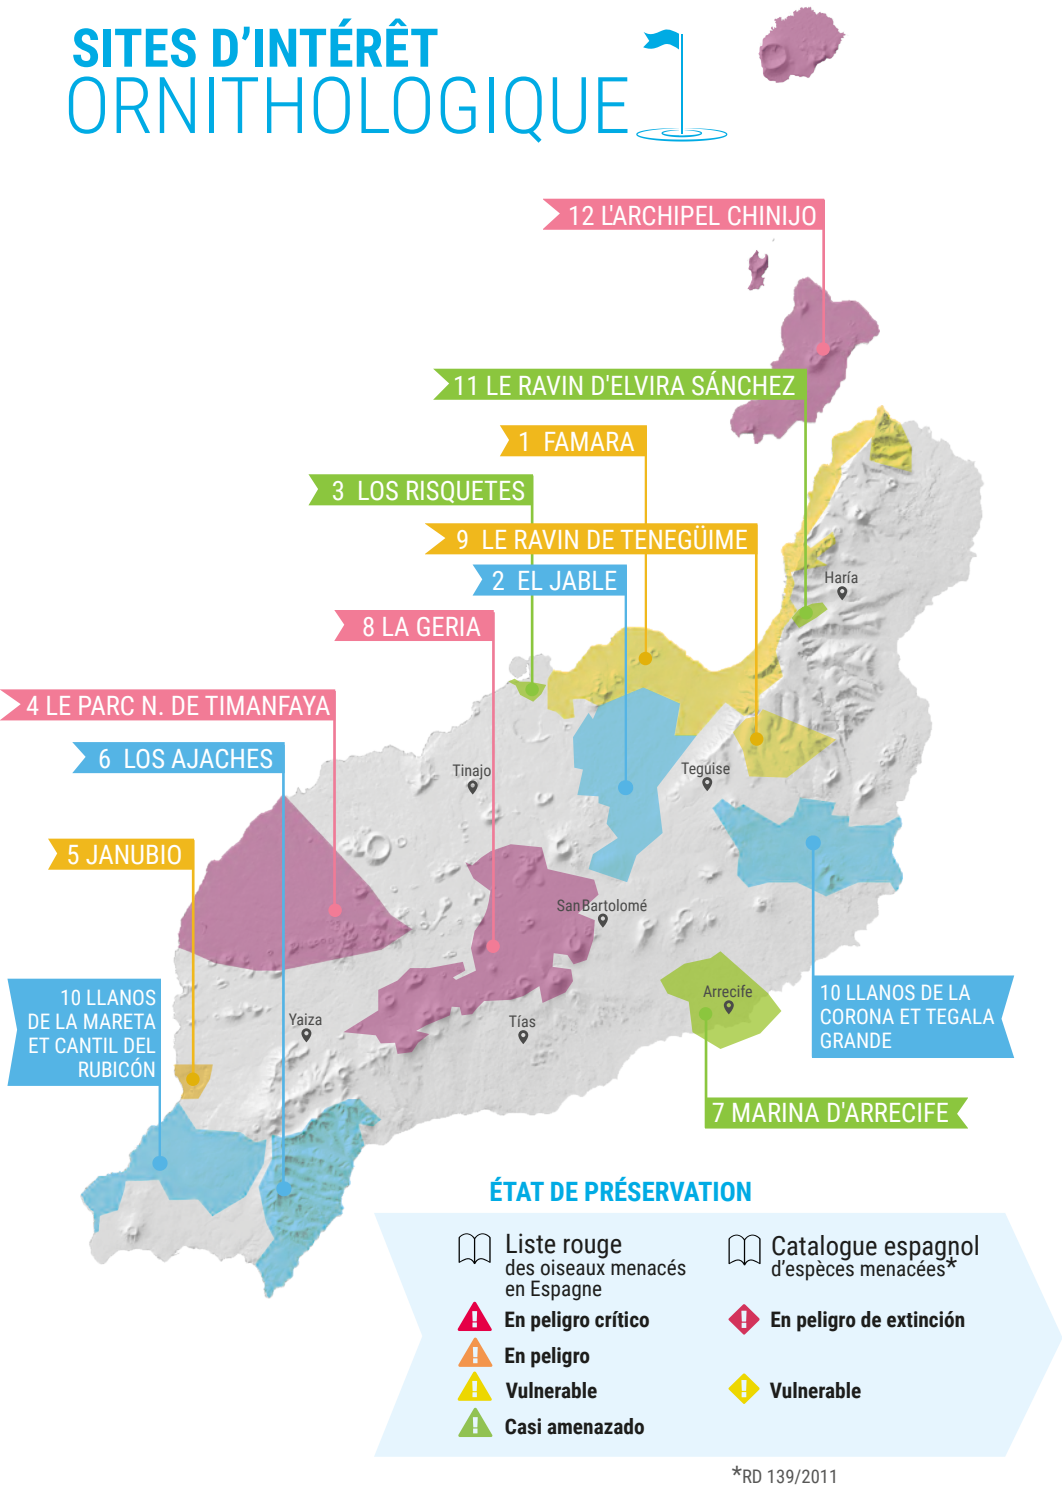 SITES D'INTÉRÊT
ORNITHOLOGIQUE
12 L'ARCHIPEL CHINIJO
11 LE RAVIN D'ELVIRA SÁNCHEZ
1 FAMARA
3 LOS RISQUETES
9 LE RAVIN DE TENEGÜIME
2 EL JABLE
Haría
8 LA GERIA
4 LE PARC N. DE TIMANFAYA
6 LOS AJACHES
Tinajo
Teguise
5 JANUBIO
San Bartolomé
10 LLANOS
DE LA MARETA
ET CANTIL DEL
RUBICÓN
Yaiza
Tías
Arrecife
10 LLANOS DE LA
CORONA ET TEGALA
GRANDE
7 MARINA D'ARRECIFE
ÉTAT DE PRÉSERVATION
Liste rouge
des oiseaux menacés
en Espagne
En peligro crítico
En peligro
Vulnerable
Casi amenazado
Catalogue espagnol
d'espèces menacées*
En peligro de extinción
Vulnerable
*RD 139/2011